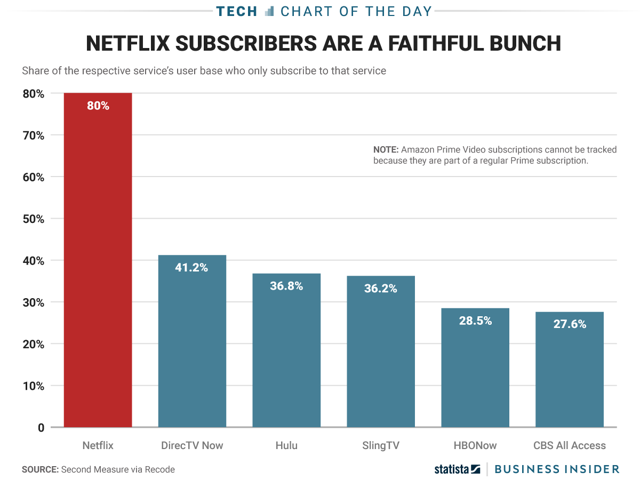 TECH CHART OF THE DAY
NETFLIX SUBSCRIBERS ARE A FAITHFUL BUNCH
Share of the respective service's user base who only subscribe to that service
80%
70%
60%
50%
40%
30%
20%
10%
0
NOTE: Amazon Prime Video subscriptions cannot be tracked
because they are part of a regular Prime subscription.
80%
41.2%
36.8%
36.2%
28.5%
27.6%
Netflix
DirecTV Now
Hulu
SlingTV
HBONow
CBS All Access
SOURCE: Second Measure via Recode
statista
BUSINESS INSIDER